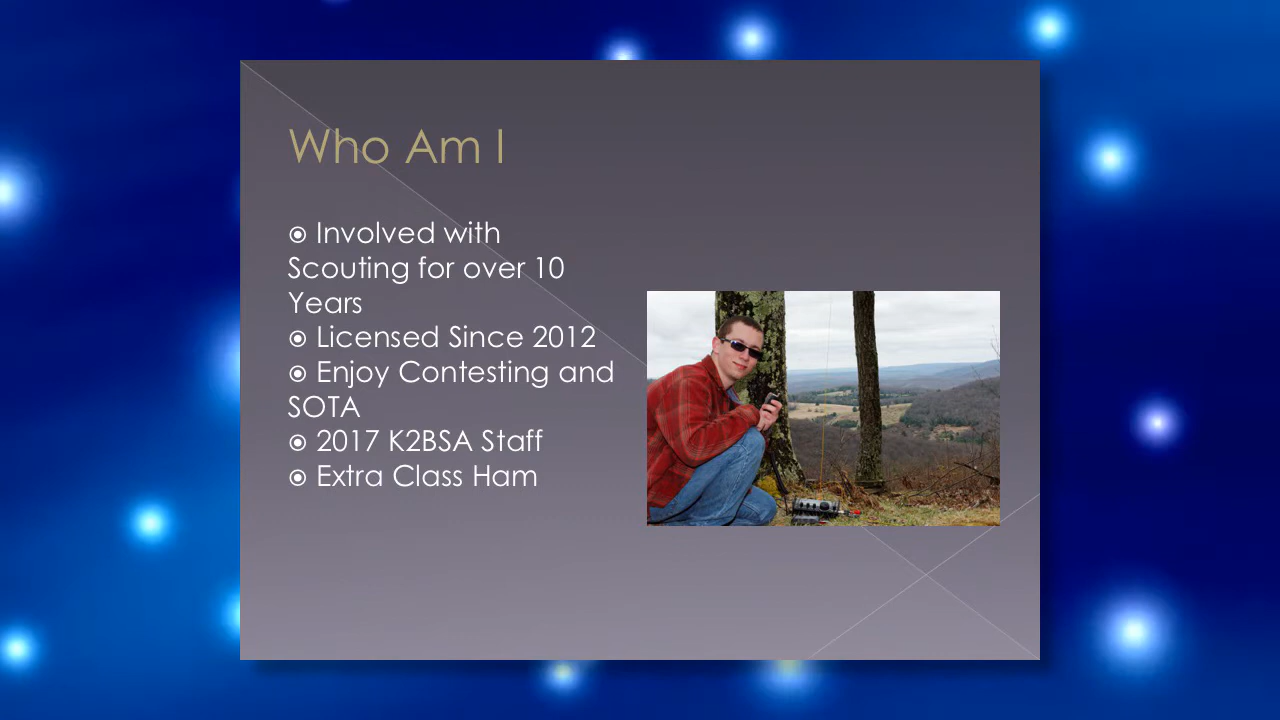 Who Am I
⦿ Involved with
Scouting for over 10
Years
⦿ Licensed Since 2012
⦿ Enjoy Contesting and
SOTA
⦿ 2017 K2BSA Staff
⦿ Extra Class Ham